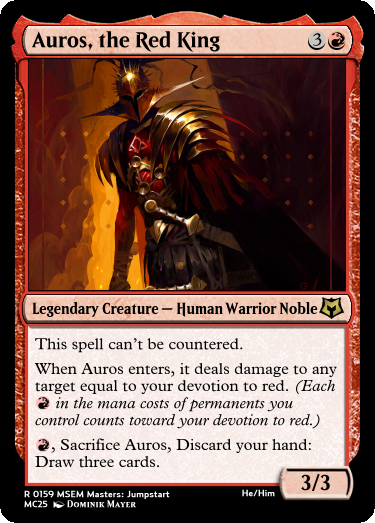 Auros, the Red King 3
Legendary Creature — Human Warrior Noble
This spell can't be countered.
When Auros enters, it deals damage to any
target equal to your devotion to red. (Each
in the mana costs of permanents you
control counts toward your devotion to red.)
, Sacrifice Auros, Discard your hand:
Draw three cards.
3/3
R 0159 MSEM Masters: Jumpstart He/Him
MC25 Dominik Mayer